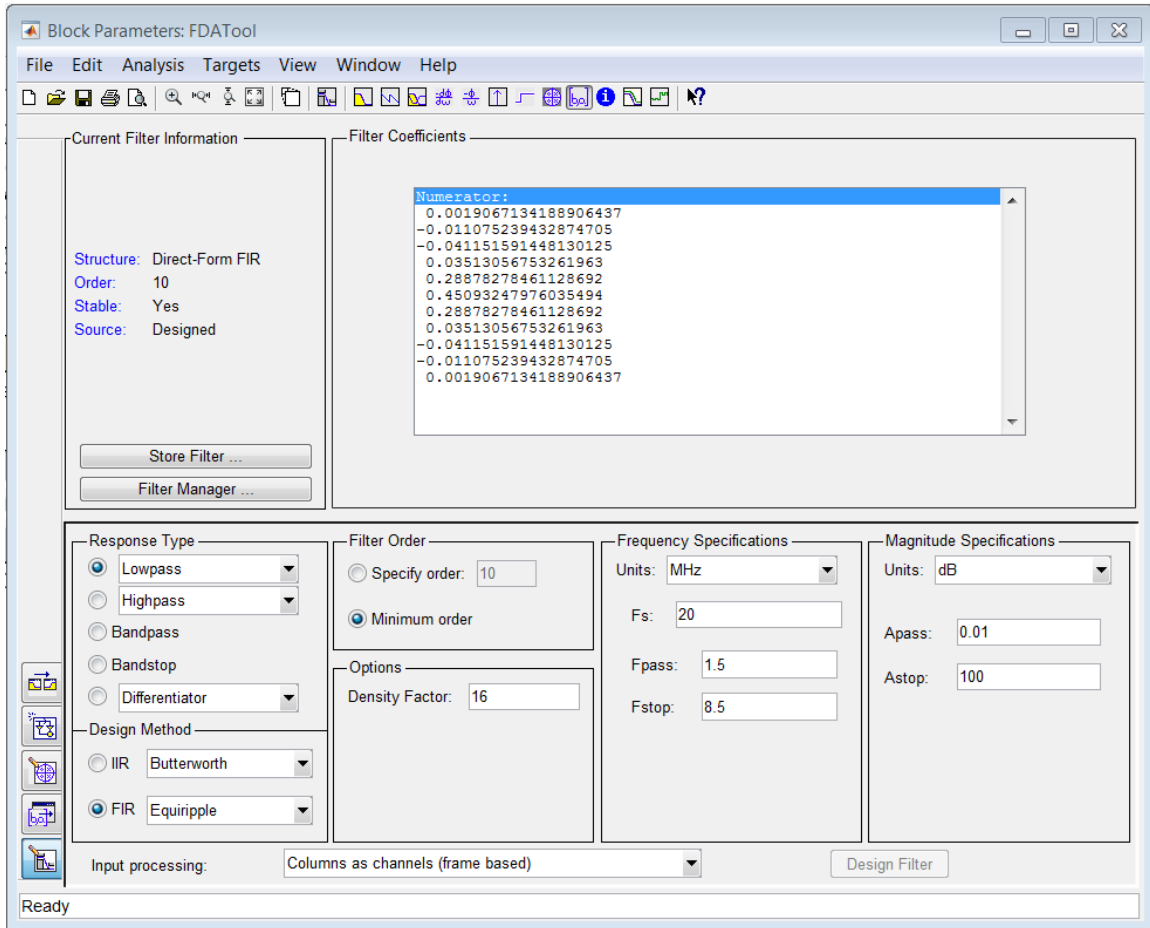 Block Parameters: FDATool
File Edit Analysis Targets View Window Help
Current Filter Information
Structure: Direct-Form FIR
Order: 10
Stable: Yes
Source: Designed
Store Filter ...
Filter Manager ...
Filter Coefficients
Numerator:
0.0019067134188906437
-0.011075239432874705
-0.041151591448130125
0.03513056753261963
0.28878278461128692
0.45093247976035494
0.28878278461128692
0.03513056753261963
-0.041151591448130125
-0.011075239432874705
0.0019067134188906437
Response Type
Lowpass
Highpass
Bandpass
Bandstop
Differentiator
Design Method
IIR Butterworth
FIR Equiripple
Filter Order
Specify order: 10
Minimum order
Options
Density Factor: 16
Frequency Specifications
Units: MHz
Fs: 20
Fpass: 1.5
Fstop: 8.5
Magnitude Specifications
Units: dB
Apass: 0.01
Astop: 100
Input processing: Columns as channels (frame based)
Design Filter
Ready